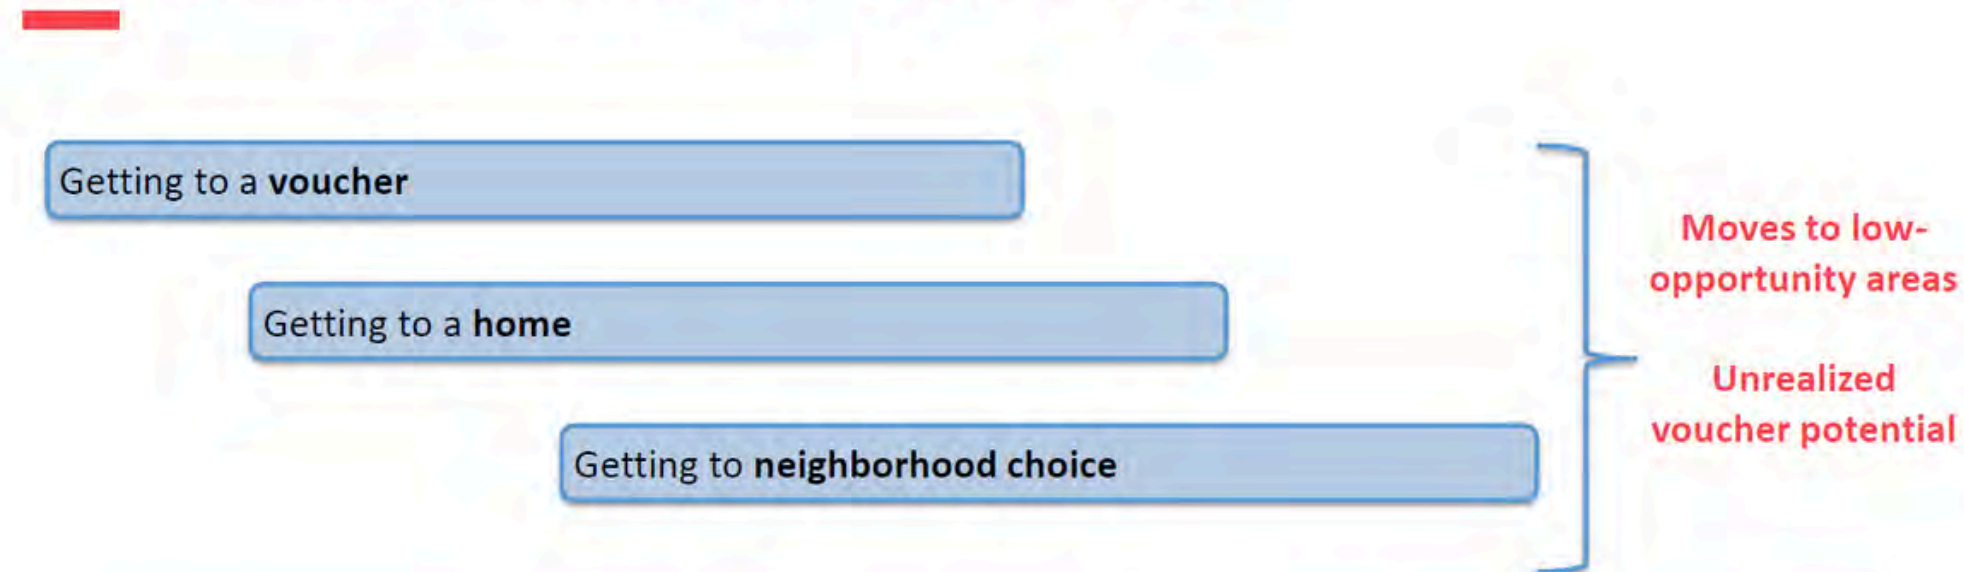 Getting to a voucher
Getting to a home
Getting to neighborhood choice
Moves to low-
opportunity areas
Unrealized
voucher potential